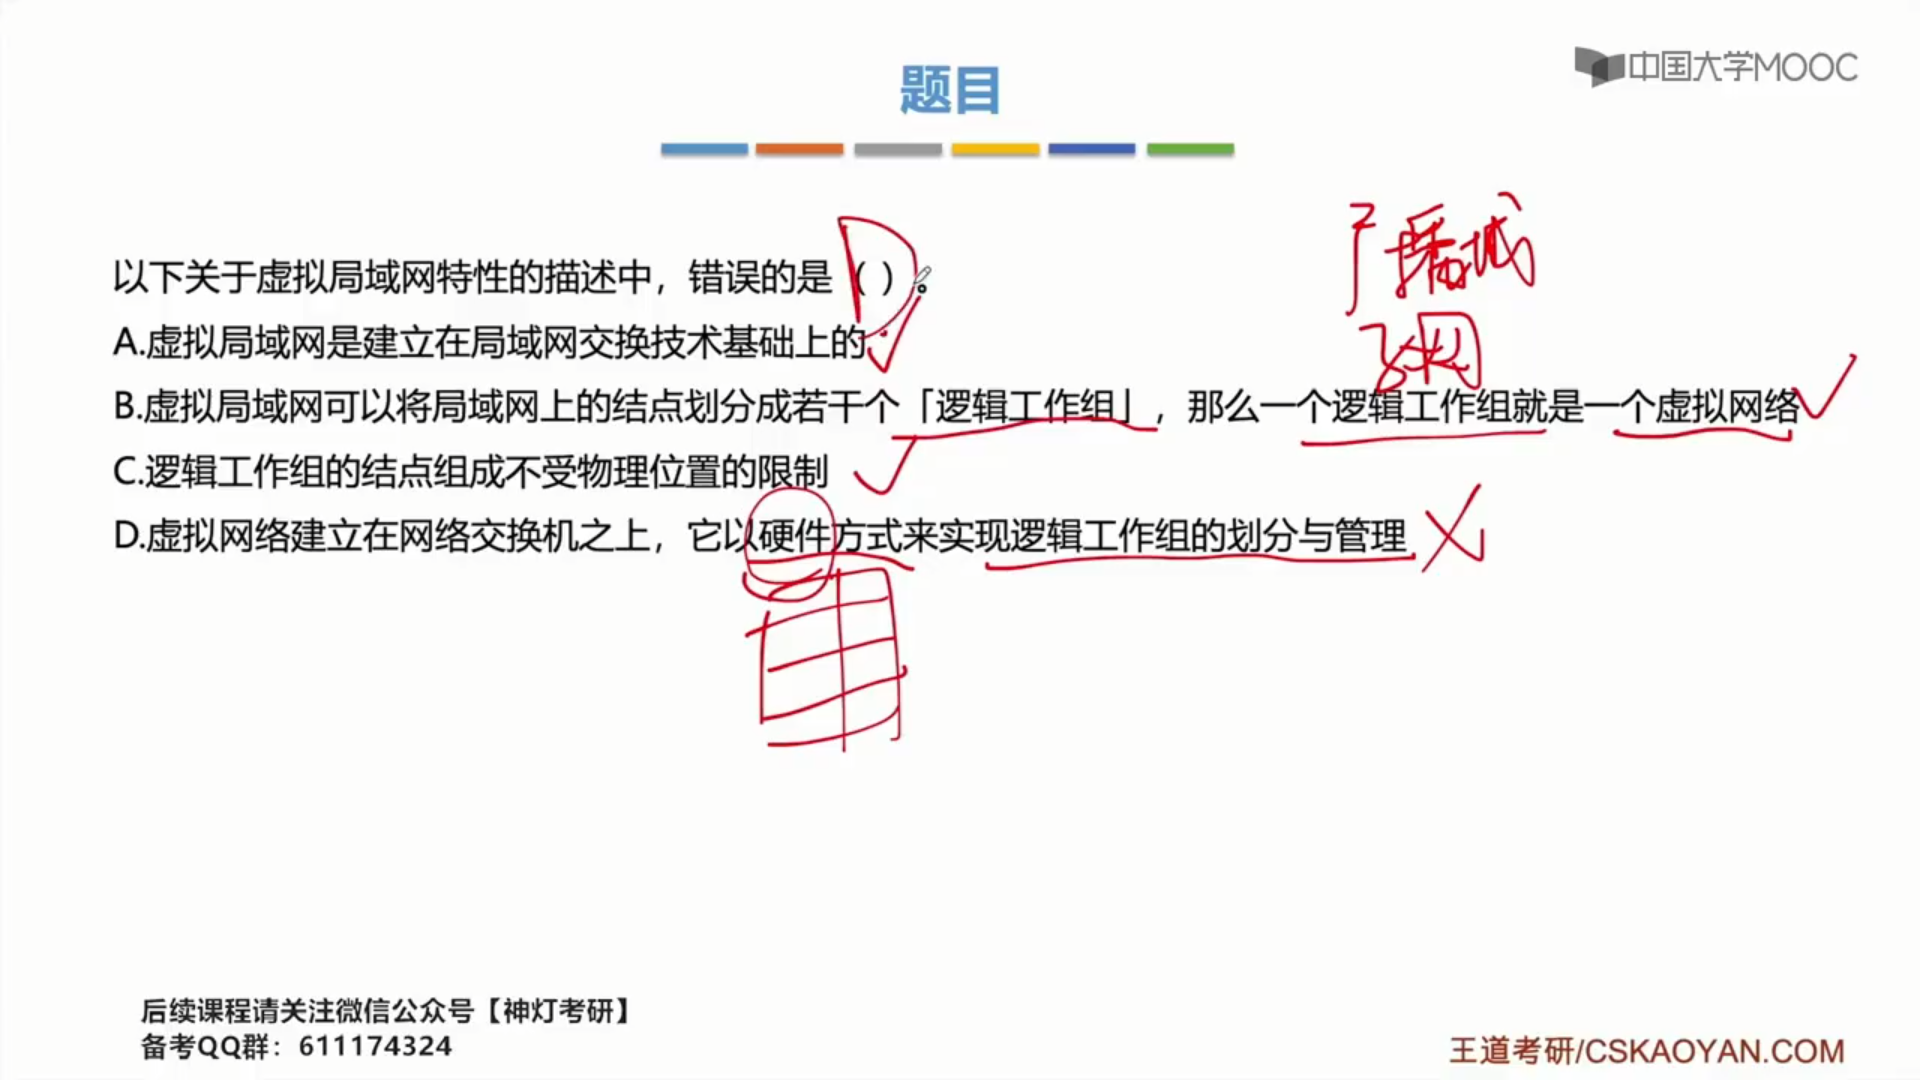 中国大学MOOC
题目
广播域
子网
以下关于虚拟局域网特性的描述中，错误的是（ ）。
D
A.虚拟局域网是建立在局域网交换技术基础上的
B.虚拟局域网可以将局域网上的结点划分成若干个「逻辑工作组」，那么一个逻辑工作组就是一个虚拟网络
C.逻辑工作组的结点组成不受物理位置的限制
D.虚拟网络建立在网络交换机之上，它以硬件方式来实现逻辑工作组的划分与管理
后续课程请关注微信公众号【神灯考研】
备考QQ群：611174324
王道考研/CSKAOYAN.COM